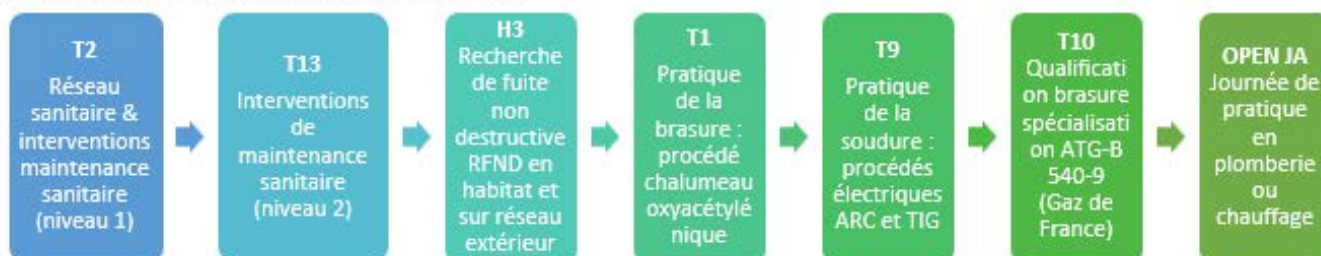 T2
Réseau
sanitaire &
interventions
maintenance
sanitaire
(niveau 1)
T13
Interventions
de
maintenance
sanitaire
(niveau 2)
H3
Recherche
de fuite
non
destructive
RFND en
habitat et
sur réseau
extérieur
T1
Pratique
de la
brasure :
procédé
chalumeau
oxyacétylé
nique
T9
Pratique
de la
soudure :
procédés
électriques
ARC et TIG
T10
Qualificati
on brasure
spécialisati
on ATG-B
540-9
(Gaz de
France)
OPEN JA
Journée de
pratique
en
plomberie
ou
chauffage